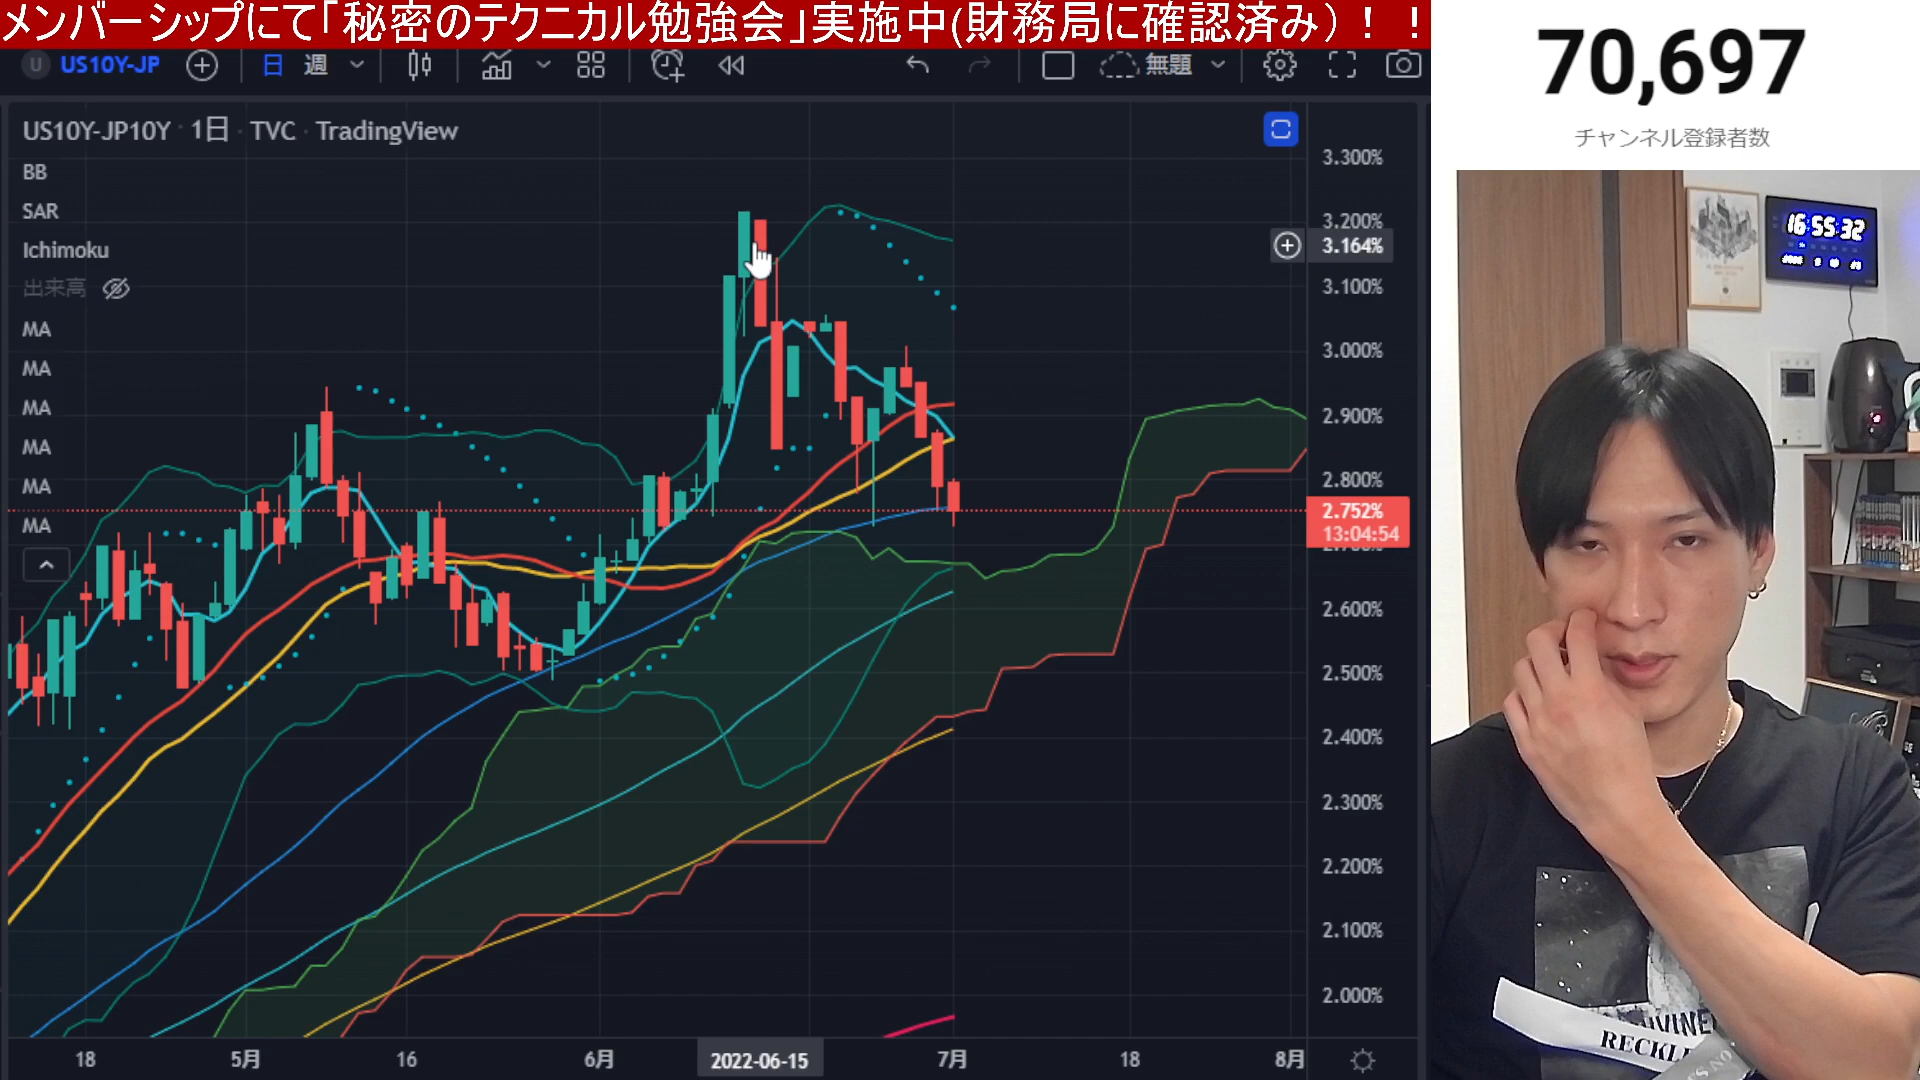 メンバーシップにて「秘密のテクニカル勉強会」実施中(財務局に確認済み）！！
U US10Y-JP 日 週 無題
US10Y-JP10Y · 1日 · TVC · TradingView
BB
SAR
Ichimoku
出来高
MA
MA
MA
MA
MA
MA
3.300%
3.200%
3.164%
3.100%
3.000%
2.900%
2.800%
2.752%
13:04:54
2.600%
2.500%
2.400%
2.300%
2.200%
2.100%
2.000%
18 5月 16 6月 2022-06-15 7月 18 8月
70,697
チャンネル登録者数
16:55:32